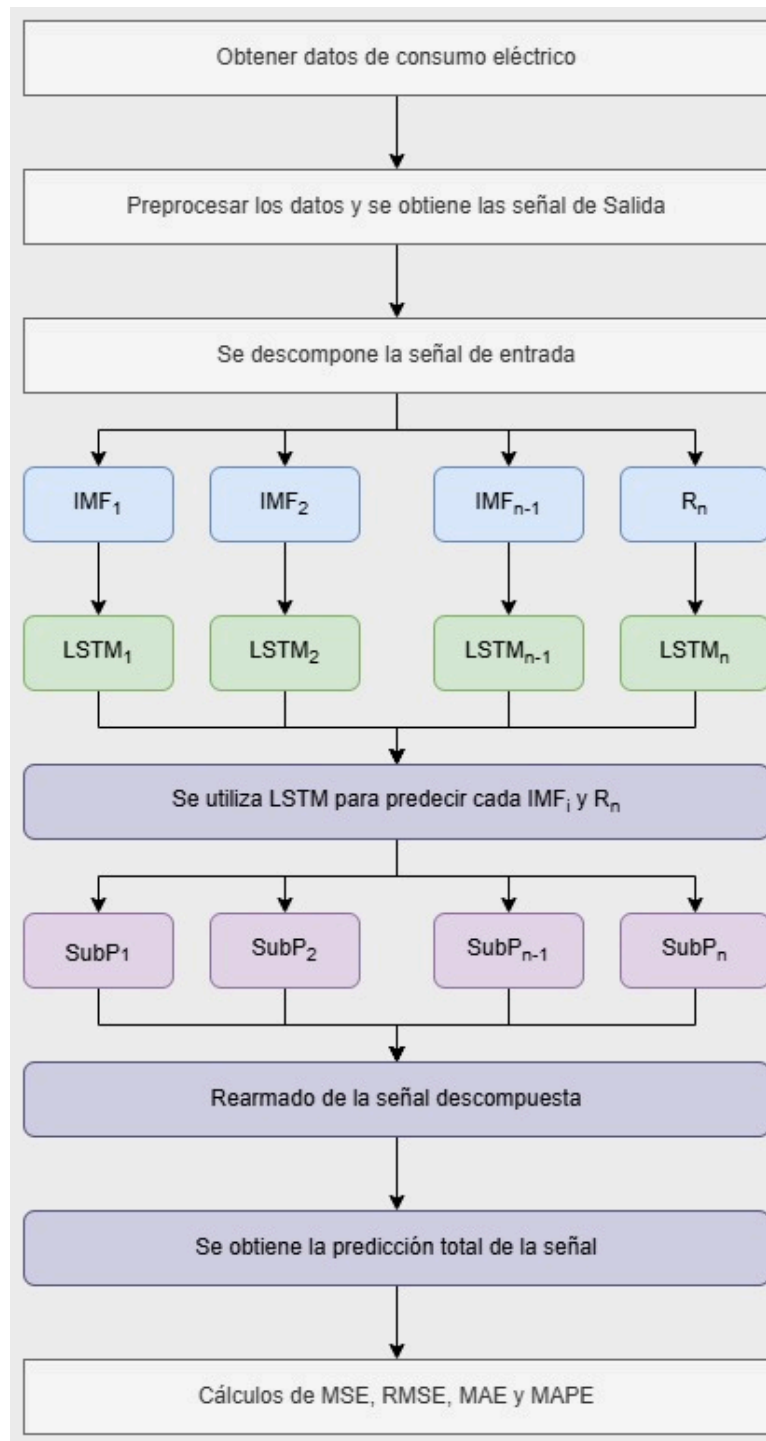 Obtener datos de consumo eléctrico
Preprocesar los datos y se obtiene las señal de Salida
Se descompone la señal de entrada
IMF₁ IMF₂ IMFₙ₋₁ Rₙ
LSTM₁ LSTM₂ LSTMₙ₋₁ LSTMₙ
Se utiliza LSTM para predecir cada IMFᵢ y Rₙ
SubP₁ SubP₂ SubPₙ₋₁ SubPₙ
Rearmado de la señal descompuesta
Se obtiene la predicción total de la señal
Cálculos de MSE, RMSE, MAE y MAPE